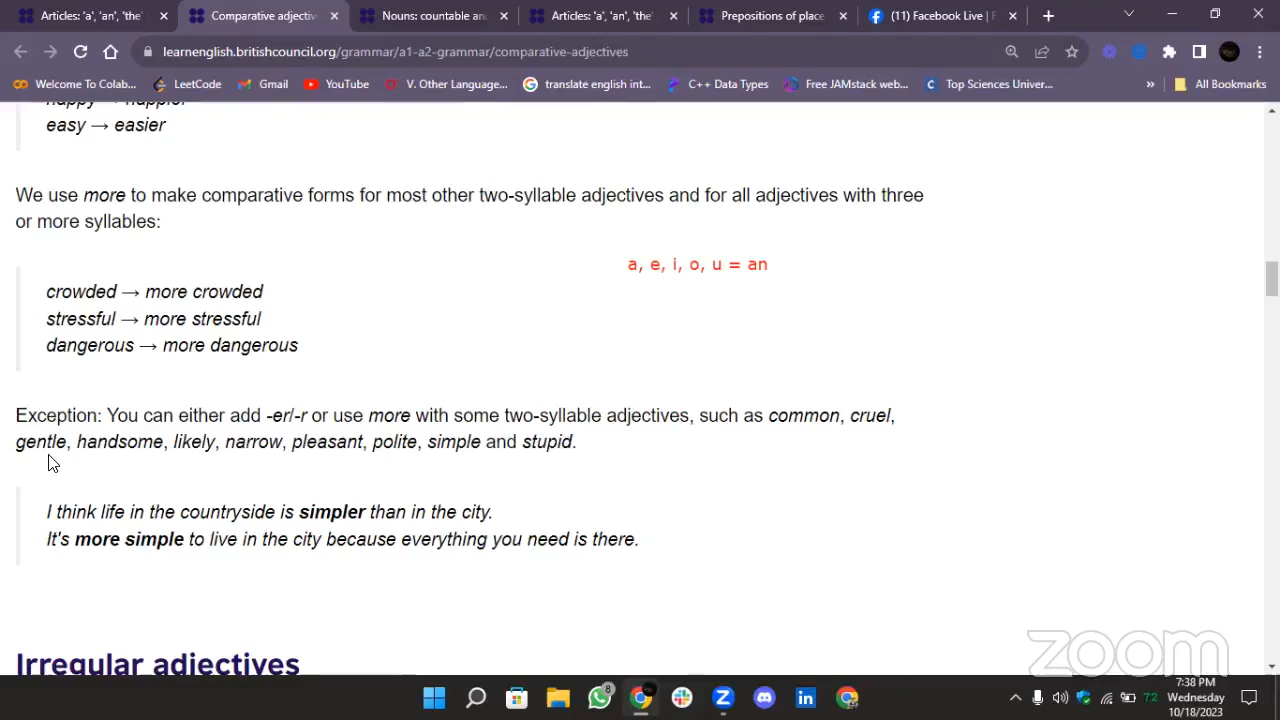 Articles: 'a', 'an', 'the'
Comparative adjectiv
Nouns: countable an
Articles: 'a', 'an', 'the'
Prepositions of place
(11) Facebook Live | F
learnenglish.britishcouncil.org/grammar/a1-a2-grammar/comparative-adjectives
Welcome To Colab...
LeetCode
Gmail
YouTube
V. Other Language...
translate english int...
C++ Data Types
Free JAMstack web...
Top Sciences Univer...
» All Bookmarks
happy → happier
easy → easier
We use more to make comparative forms for most other two-syllable adjectives and for all adjectives with three
or more syllables:
a, e, i, o, u = an
crowded → more crowded
stressful → more stressful
dangerous → more dangerous
Exception: You can either add -er/-r or use more with some two-syllable adjectives, such as common, cruel,
gentle, handsome, likely, narrow, pleasant, polite, simple and stupid.
I think life in the countryside is simpler than in the city.
It's more simple to live in the city because everything you need is there.
Irregular adjectives
zoom
8
72
7:38 PM
Wednesday
10/18/2023